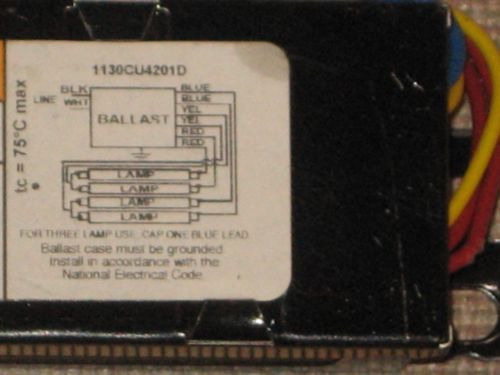 1130CU4201D
BLK
LINE
WHT
BALLAST
BLUE
BLUE
YEL
YEL
RED
RED
tc = 75°C max
LAMP
LAMP
LAMP
LAMP
FOR THREE LAMP USE, CAP ONE BLUE LEAD.
Ballast case must be grounded.
Install in accordance with the
National Electrical Code.